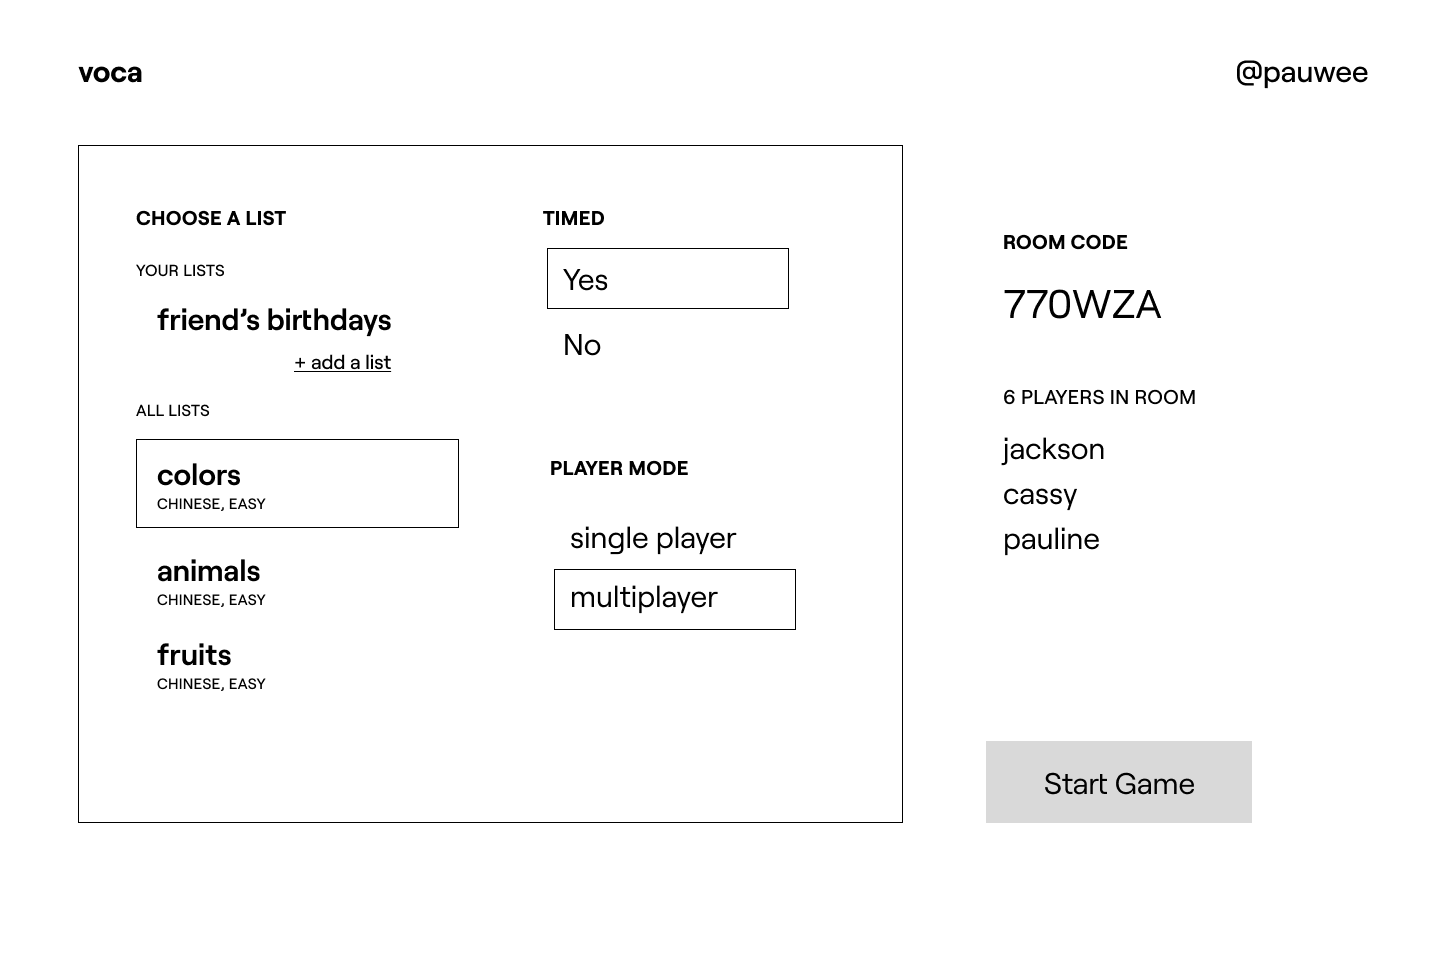 voca
@pauwee
CHOOSE A LIST
YOUR LISTS
friend’s birthdays
+ add a list
ALL LISTS
colors
CHINESE, EASY
animals
CHINESE, EASY
fruits
CHINESE, EASY
TIMED
Yes
No
PLAYER MODE
single player
multiplayer
ROOM CODE
770WZA
6 PLAYERS IN ROOM
jackson
cassy
pauline
Start Game